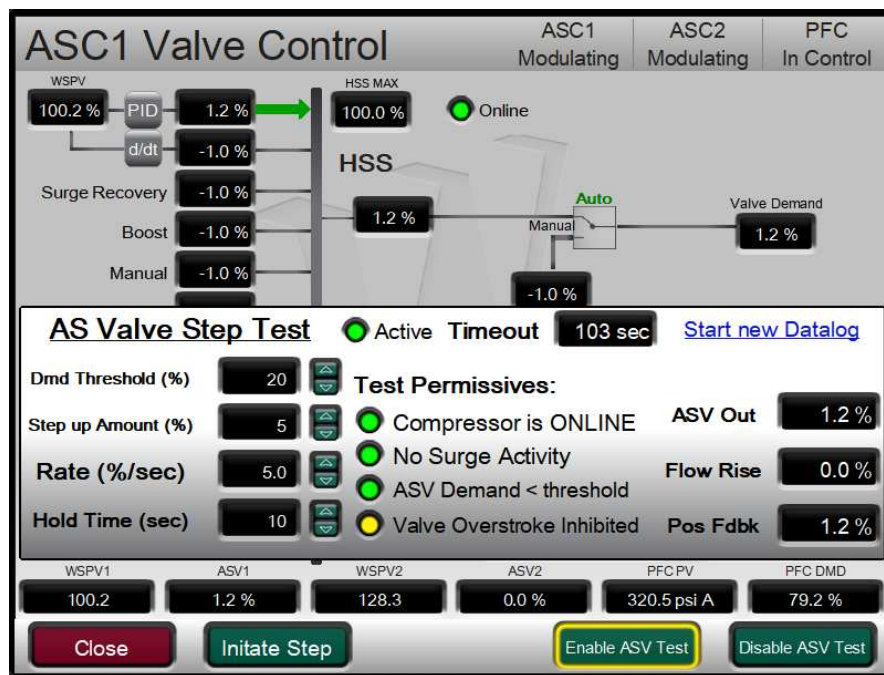 ASC1 Valve Control
ASC1 Modulating
ASC2 Modulating
PFC In Control
WSPV
100.2 %
PID
1.2 %
HSS MAX
100.0 %
Online
d/dt
-1.0 %
HSS
Surge Recovery
-1.0 %
1.2 %
Auto
Manual
Valve Demand
1.2 %
Boost
-1.0 %
Manual
-1.0 %
-1.0 %
AS Valve Step Test
Active
Timeout
103 sec
Start new Datalog
Dmd Threshold (%)
20
Test Permissives:
Step up Amount (%)
5
Compressor is ONLINE
ASV Out
1.2 %
Rate (%/sec)
5.0
No Surge Activity
Flow Rise
0.0 %
ASV Demand < threshold
Hold Time (sec)
10
Valve Overstroke Inhibited
Pos Fdbk
1.2 %
WSPV1
ASV1
WSPV2
ASV2
PFC PV
PFC DMD
100.2
1.2 %
128.3
0.0 %
320.5 psi A
79.2 %
Close
Initate Step
Enable ASV Test
Disable ASV Test